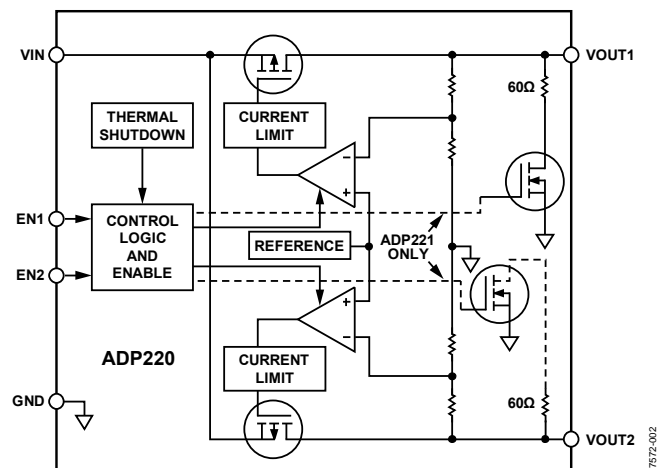 VIN
VOUT1
60Ω
THERMAL
SHUTDOWN
CURRENT
LIMIT
–
+
EN1
EN2
CONTROL
LOGIC
AND
ENABLE
REFERENCE
ADP221
ONLY
+
–
ADP220
CURRENT
LIMIT
GND
60Ω
VOUT2
7572-002